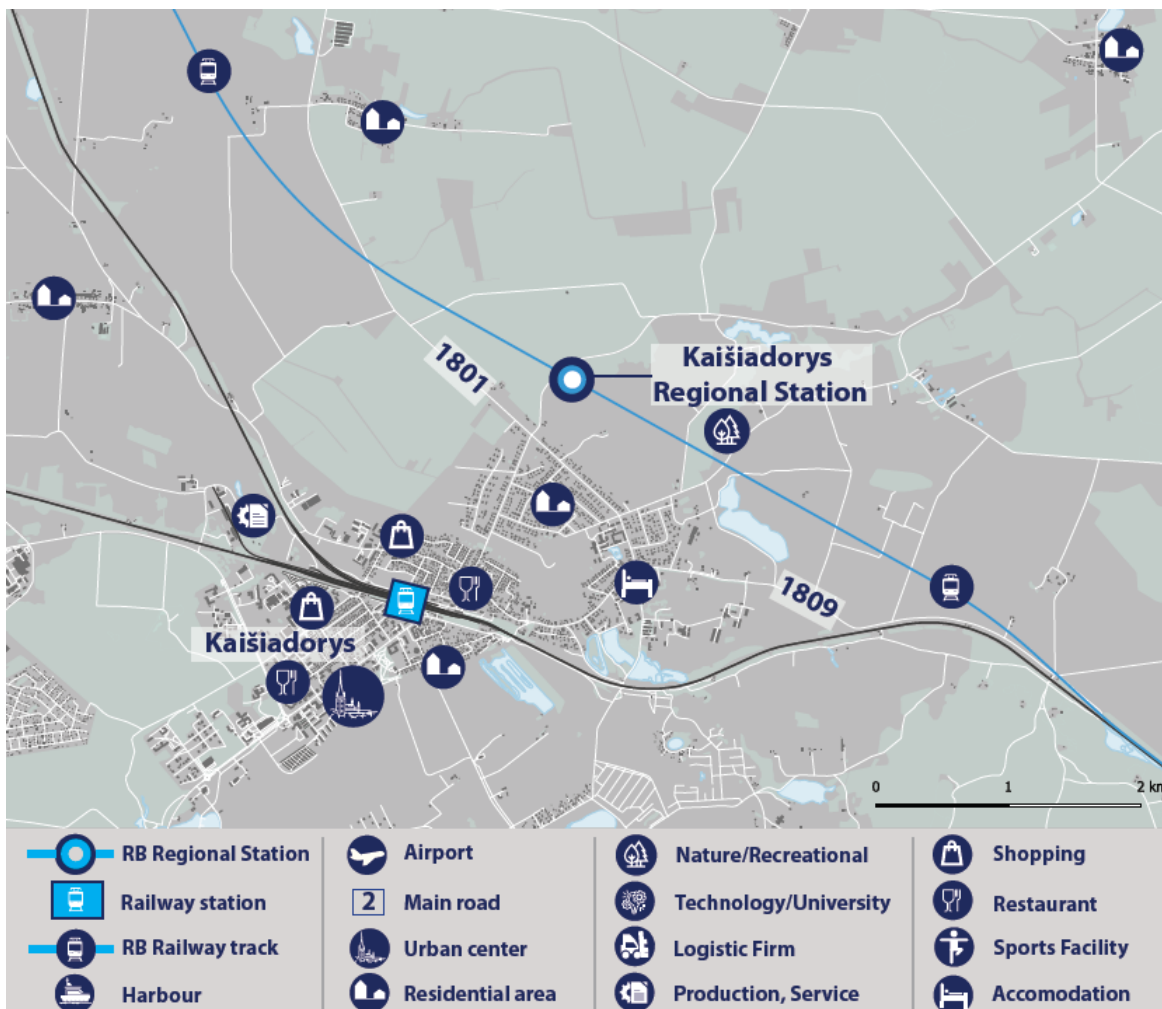 1801
Kaišiadorys
Regional Station
1809
Kaišiadorys
0 1 2 km
RB Regional Station
Railway station
RB Railway track
Harbour
Airport
2 Main road
Urban center
Residential area
Nature/Recreational
Technology/University
Logistic Firm
Production, Service
Shopping
Restaurant
Sports Facility
Accomodation